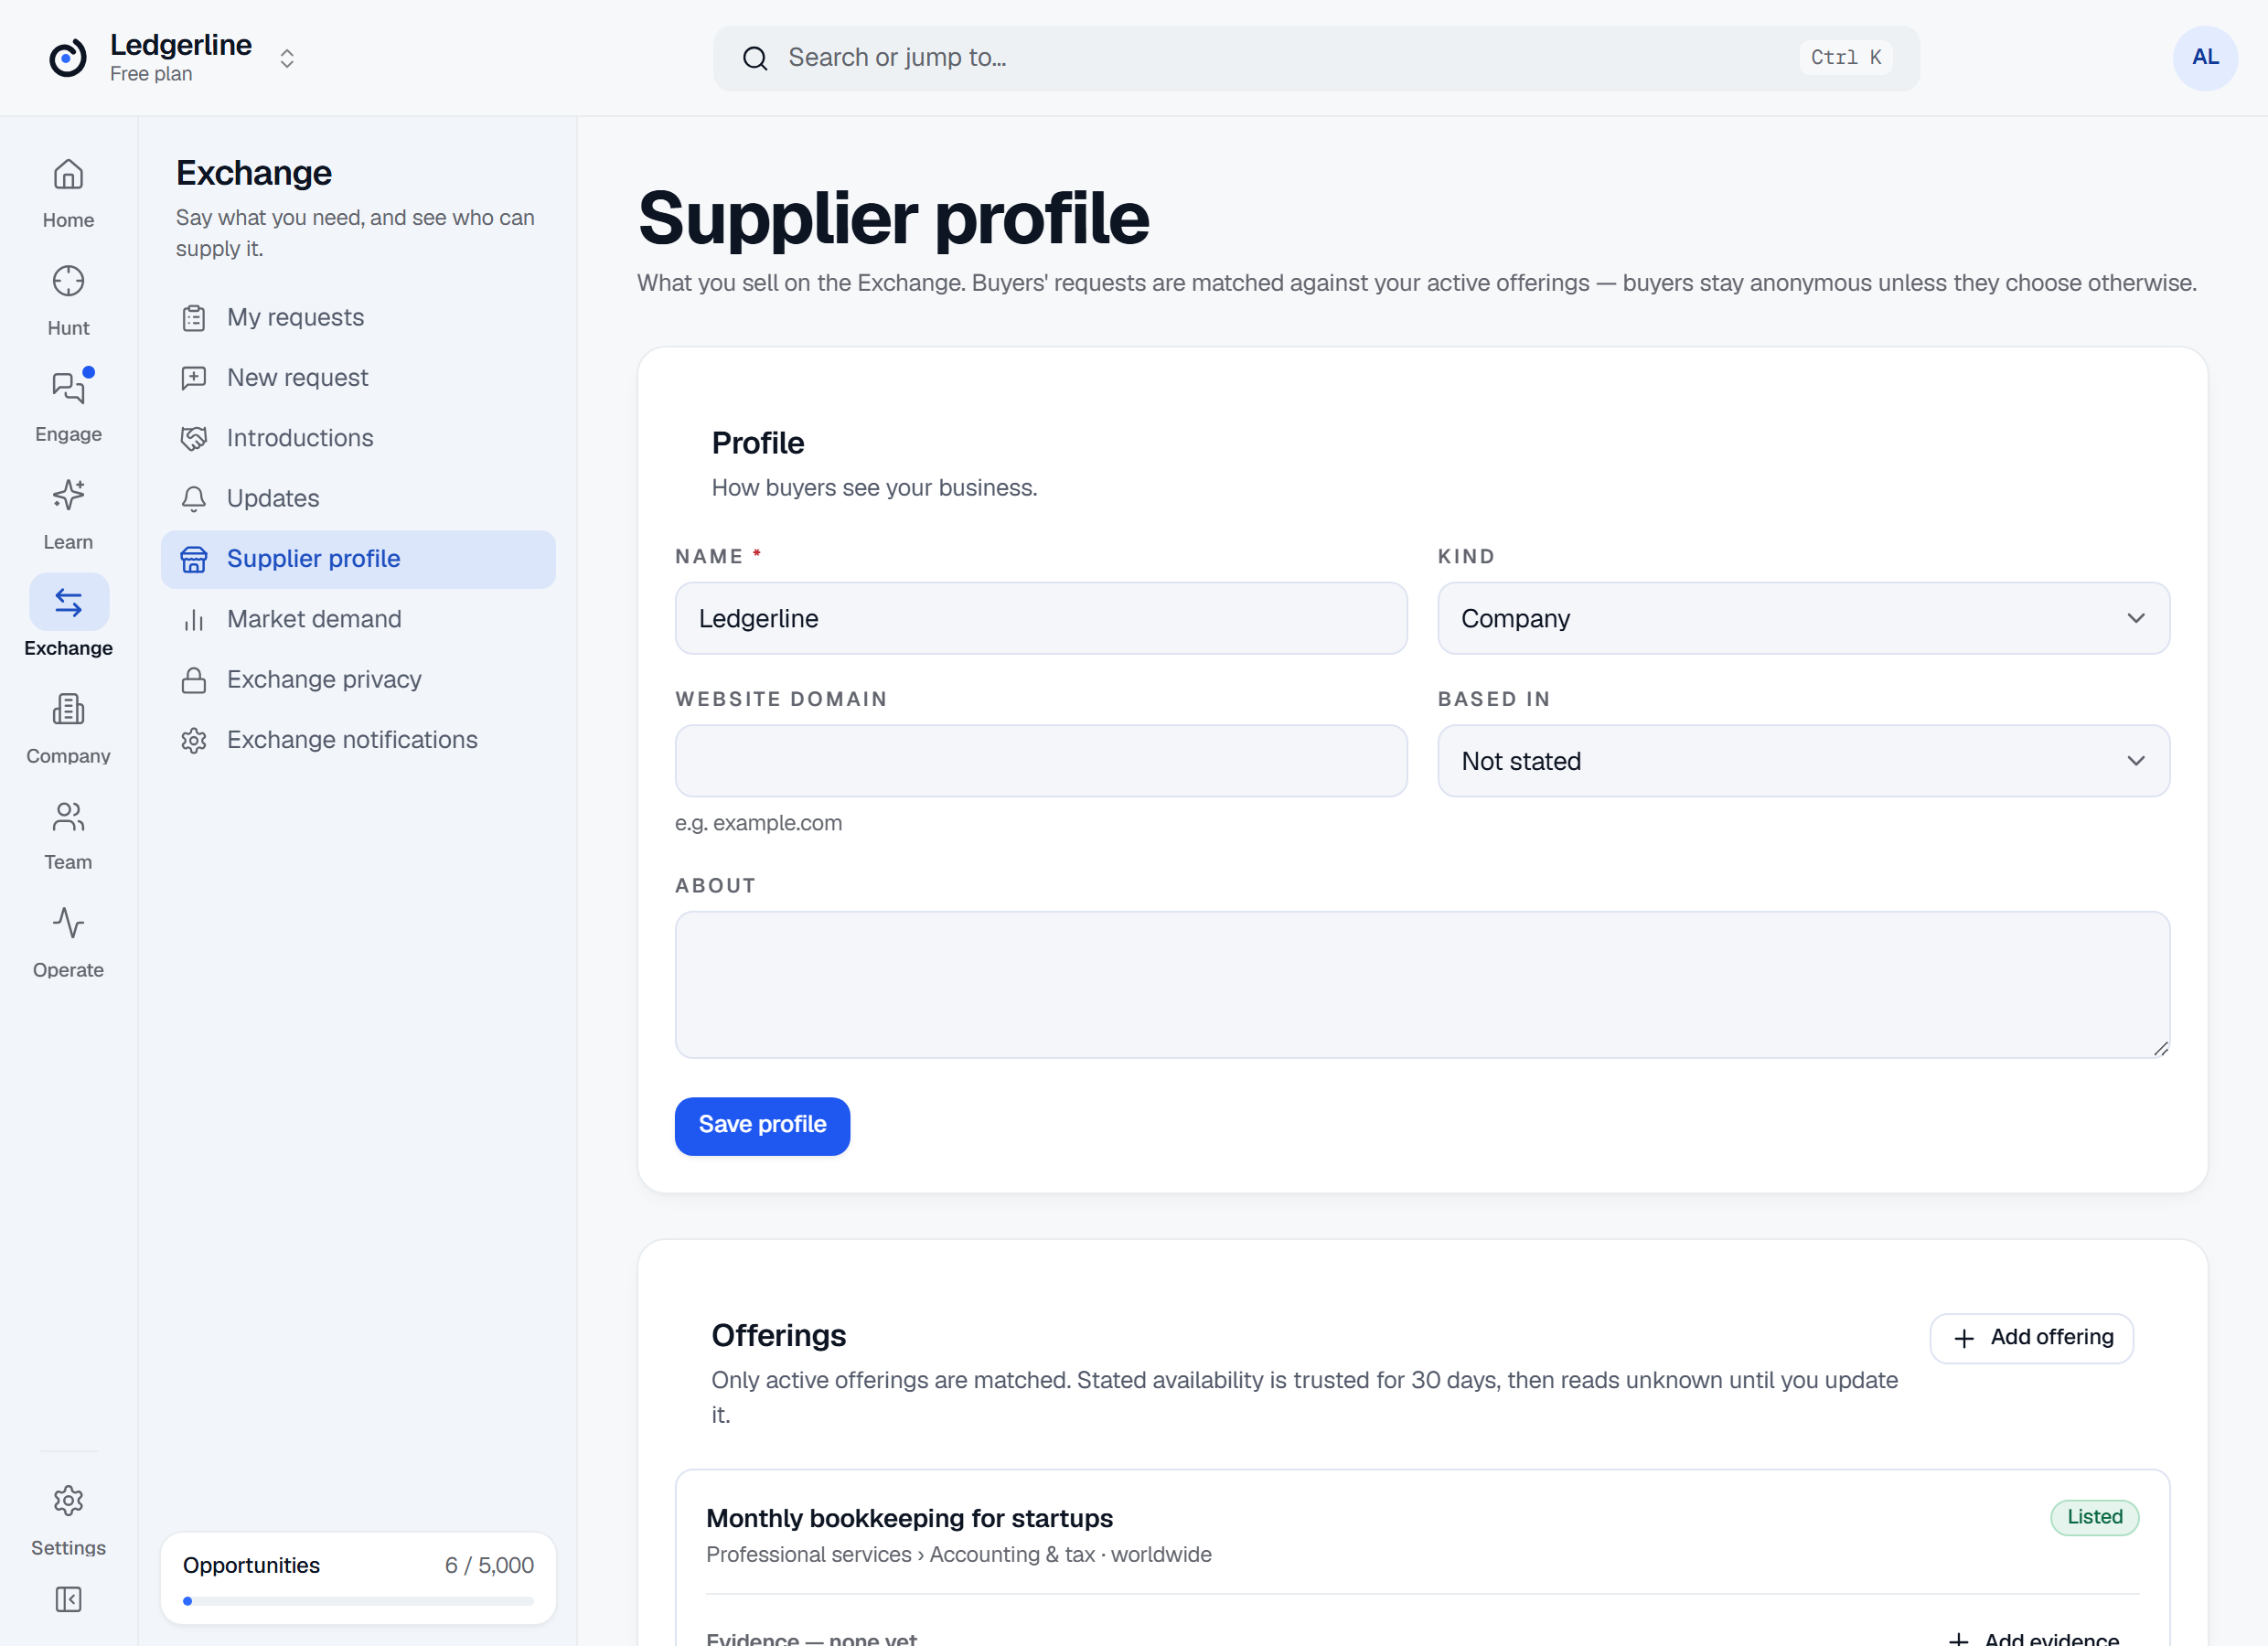 Ledgerline
Free plan
Search or jump to...
Ctrl K
AL
Home
Hunt
Engage
Learn
Exchange
Company
Team
Operate
Settings
Exchange
Say what you need, and see who can
supply it.
My requests
New request
Introductions
Updates
Supplier profile
Market demand
Exchange privacy
Exchange notifications
Opportunities
6 / 5,000
Supplier profile
What you sell on the Exchange. Buyers' requests are matched against your active offerings — buyers stay anonymous unless they choose otherwise.
Profile
How buyers see your business.
NAME *
Ledgerline
KIND
Company
WEBSITE DOMAIN
e.g. example.com
BASED IN
Not stated
ABOUT
Save profile
Offerings
Add offering
Only active offerings are matched. Stated availability is trusted for 30 days, then reads unknown until you update
it.
Monthly bookkeeping for startups
Listed
Professional services › Accounting & tax · worldwide
Evidence — none yet
Add evidence